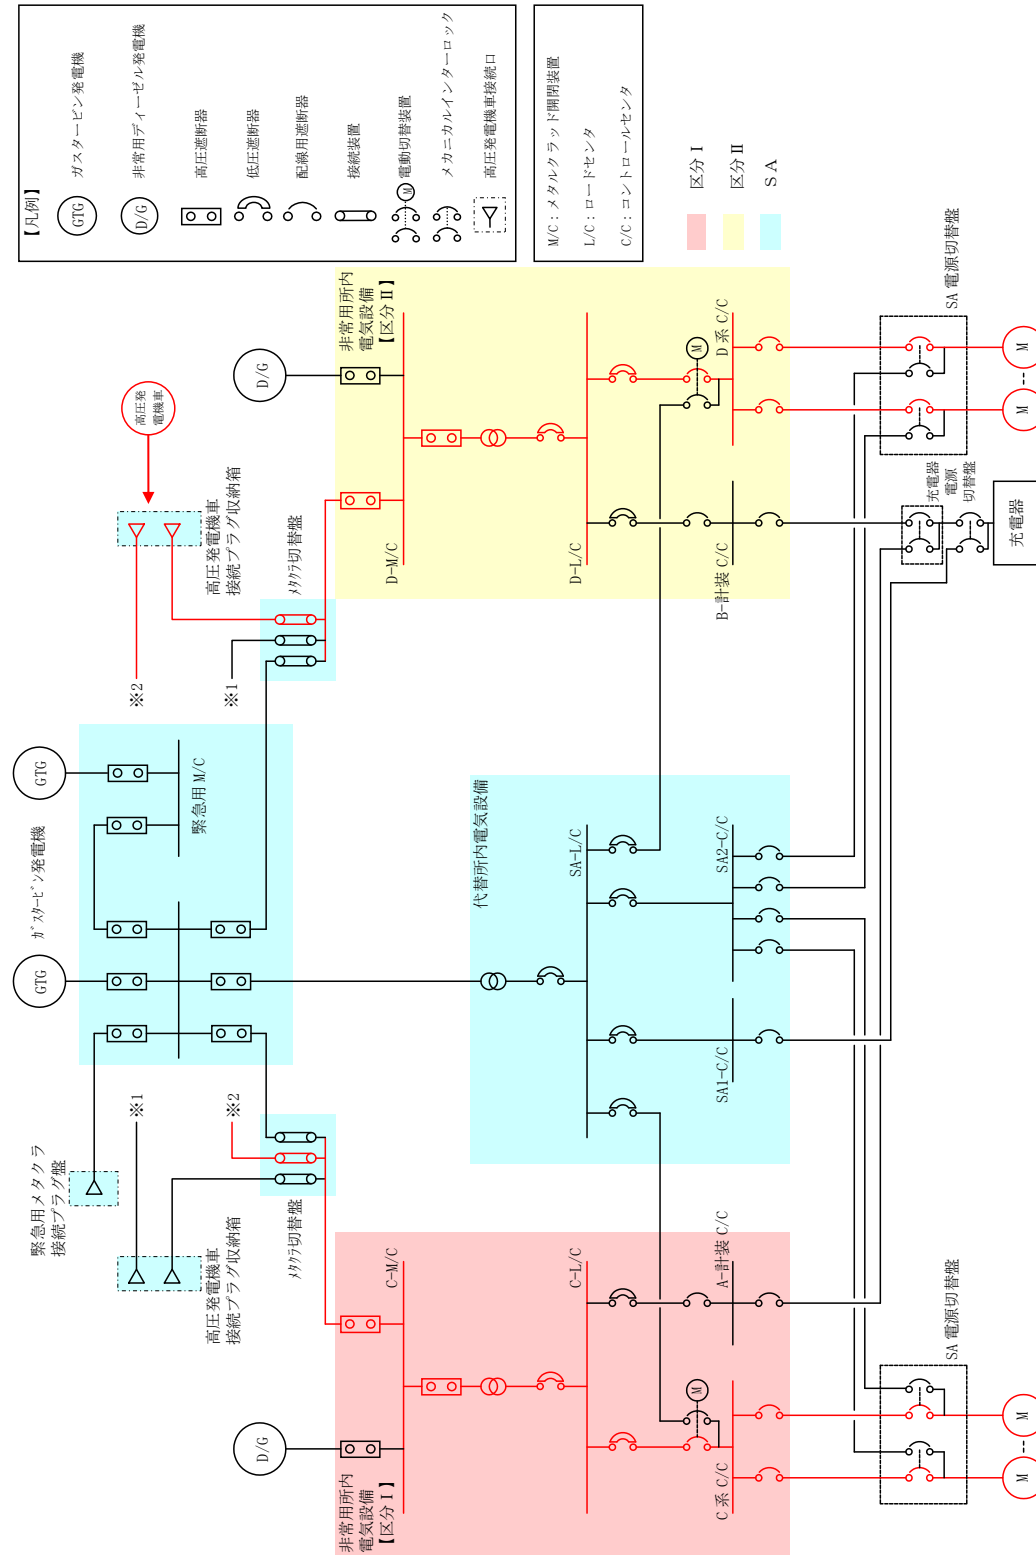 【凡例】
GTG
ガスタービン発電機
D/G
非常用ディーゼル発電機
高圧遮断器
低圧遮断器
配線用遮断器
接続装置
M
電動切替装置
メカニカルインターロック
高圧発電機車接続口
M/C：メタルクラッド開閉装置
L/C：ロードセンタ
C/C：コントロールセンタ
区分Ⅰ
区分Ⅱ
SA
緊急用メタクラ
接続プラグ盤
GTG
ガスタービン発電機
GTG
高圧発
電機車
高圧発電機車
接続プラグ収納箱
※1
※2
緊急用M/C
※2
※1
高圧発電機車
接続プラグ収納箱
メタクラ切替盤
メタクラ切替盤
D/G
D/G
非常用所内
電気設備
【区分Ⅰ】
C-M/C
C-L/C
M
C系 C/C
A-計装 C/C
代替所内電気設備
SA-L/C
SA1-C/C
SA2-C/C
非常用所内
電気設備
【区分Ⅱ】
D-M/C
D-L/C
B-計装 C/C
M
D系 C/C
SA電源切替盤
M
M
充電器
電源
切替盤
充電器
SA電源切替盤
M
M